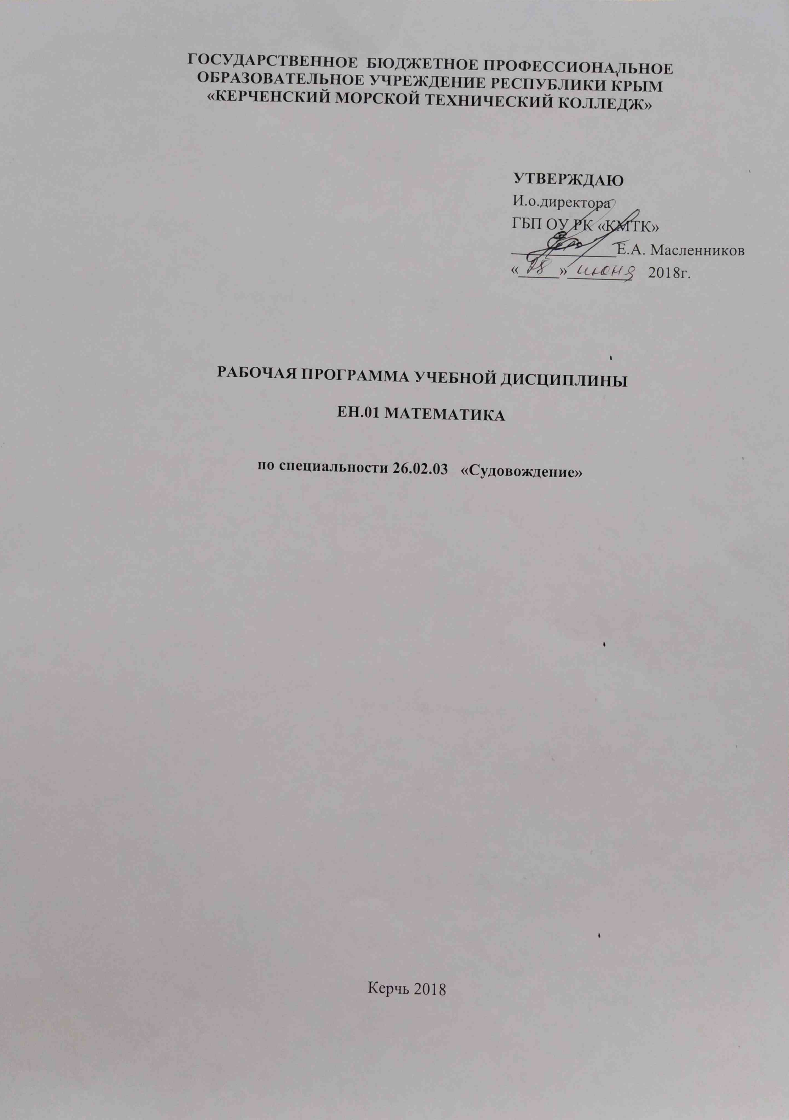 ГОСУДАРСТВЕННОЕ БЮДЖЕТНОЕ ПРОФЕССИОНАЛЬНОЕ
ОБРАЗОВАТЕЛЬНОЕ УЧРЕЖДЕНИЕ РЕСПУБЛИКИ КРЫМ
«КЕРЧЕНСКИЙ МОРСКОЙ ТЕХНИЧЕСКИЙ КОЛЛЕДЖ»
УТВЕРЖДАЮ
И.о.директора
ГБП ОУ РК «КМТК»
Е.А. Масленников
« » июня 2018г.
РАБОЧАЯ ПРОГРАММА УЧЕБНОЙ ДИСЦИПЛИНЫ
ЕН.01 МАТЕМАТИКА
по специальности 26.02.03 «Судовождение»
Керчь 2018